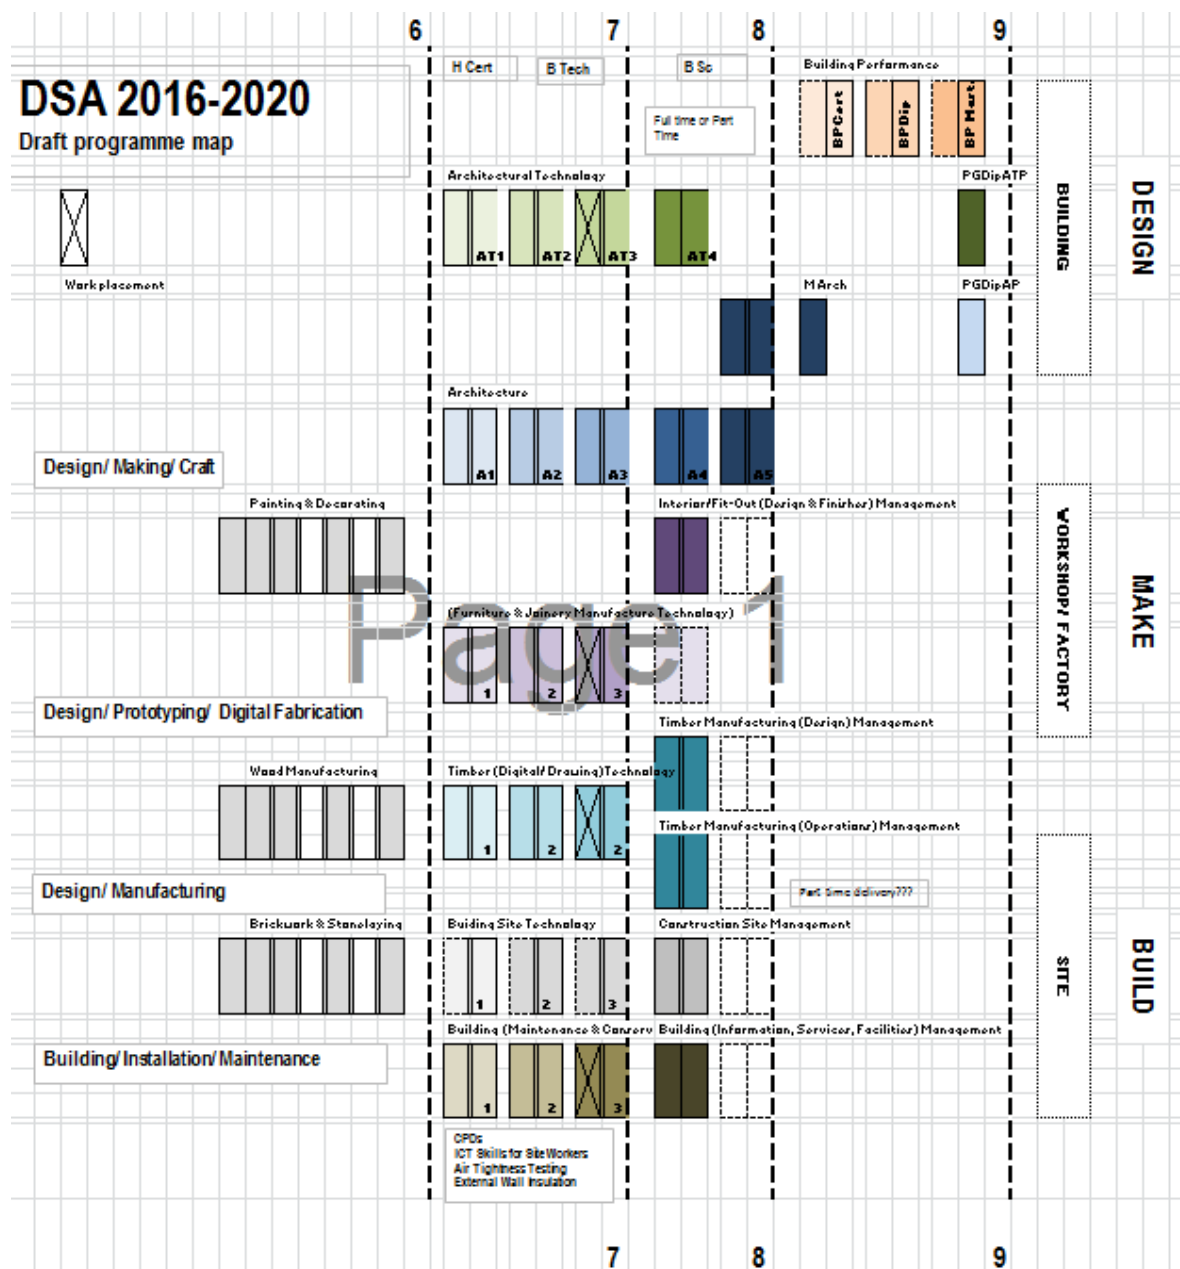 6 7 8 9
H Cert
B Tech
B Sc
Building Performance
DSA 2016-2020
Draft programme map
Full time or Part
Time
BPCert
BPDip
BP Mart.
Architectural Technology
PGDipATP
AT1 AT2 AT3 AT4
BUILDING
DESIGN
Work placement
M Arch
PGDipAP
Architecture
A1 A2 A3 A4 A5
Design/ Making/ Craft
Painting & Decorating
Interior/Fit-Out (Design & Finisher) Management
Page 1
WORKSHOP/ FACTORY
MAKE
(Furniture & Joinery Manufacture Technology)
1 2 3
Design/ Prototyping/ Digital Fabrication
Timber Manufacturing (Design) Management
Wood Manufacturing
Timber (Digital/ Drawing)Technology
1 2 2
Timber Manufacturing (Operations) Management
Design/ Manufacturing
Part time delivery???
Brickwork & Stonelaying
Buiding Site Technology
Construction Site Management
1 2 3
SITE
BUILD
Building/ Installation/ Maintenance
Building (Maintenance & Conserv
Building (Information, Services, Facilities) Management
1 2 3
CPDs
ICT Skills for Site Workers
Air Tightness Testing
External Wall Insulation
7 8 9